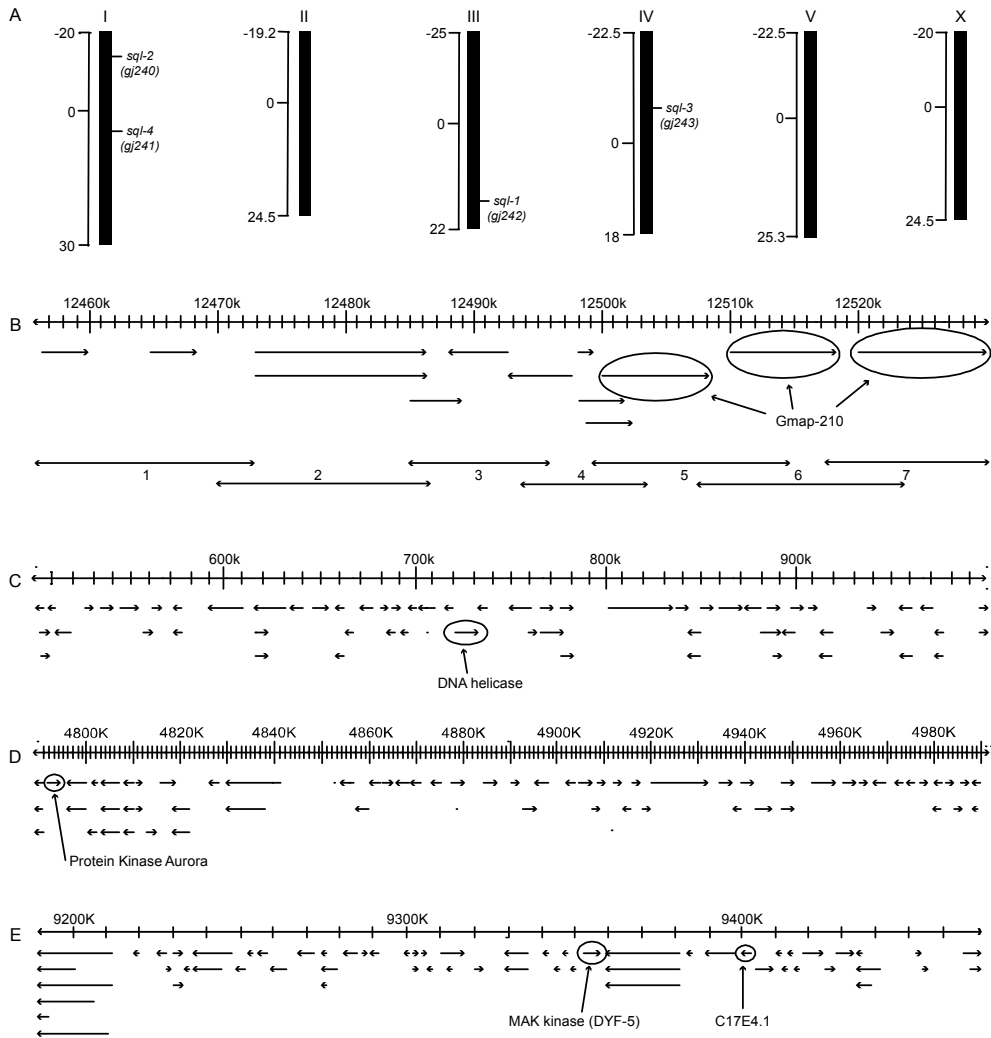 A
I
II
III
IV
V
X
-20
0
30
sql-2
(gj240)
sql-4
(gj241)
-19.2
0
24.5
-25
0
22
sql-1
(gj242)
-22.5
0
18
sql-3
(gj243)
-22.5
0
25.3
-20
0
24.5
B
12460k 12470k 12480k 12490k 12500k 12510k 12520k
Gmap-210
1 2 3 4 5 6 7
C
600k 700k 800k 900k
DNA helicase
D
4800K 4820K 4840K 4860K 4880K 4900K 4920K 4940K 4960K 4980K
Protein Kinase Aurora
E
9200K 9300K 9400K
MAK kinase (DYF-5)
C17E4.1